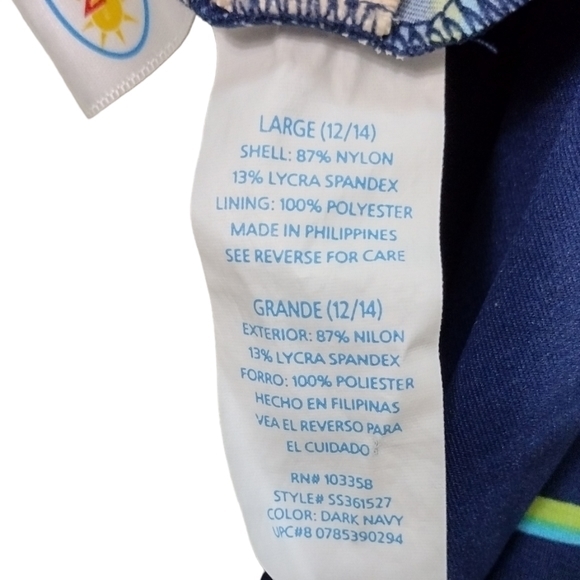 LARGE (12/14)
SHELL: 87% NYLON
13% LYCRA SPANDEX
LINING: 100% POLYESTER
MADE IN PHILIPPINES
SEE REVERSE FOR CARE
GRANDE (12/14)
EXTERIOR: 87% NILON
13% LYCRA SPANDEX
FORRO: 100% POLIESTER
HECHO EN FILIPINAS
VEA EL REVERSO PARA
EL CUIDADO
RN# 103358
STYLE# SS361527
COLOR: DARK NAVY
UPC#8 0785390294